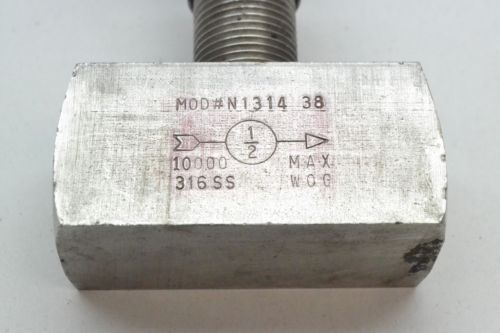 MOD#N1314 38
1/2
10000 MAX
316SS WOG